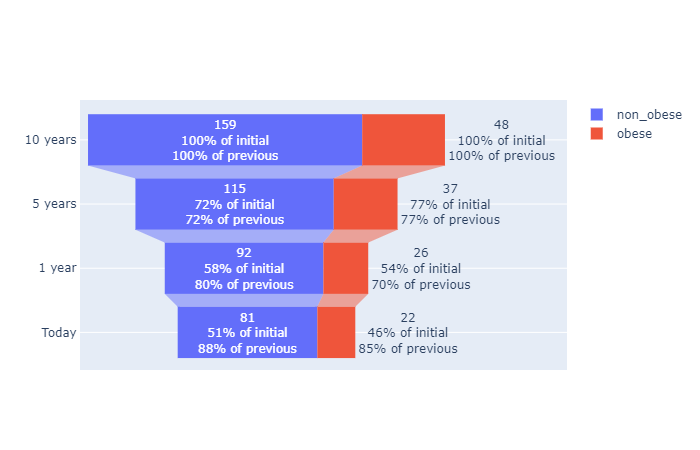 non_obese
obese
10 years
159
100% of initial
100% of previous
48
100% of initial
100% of previous
5 years
115
72% of initial
72% of previous
37
77% of initial
77% of previous
1 year
92
58% of initial
80% of previous
26
54% of initial
70% of previous
Today
81
51% of initial
88% of previous
22
46% of initial
85% of previous